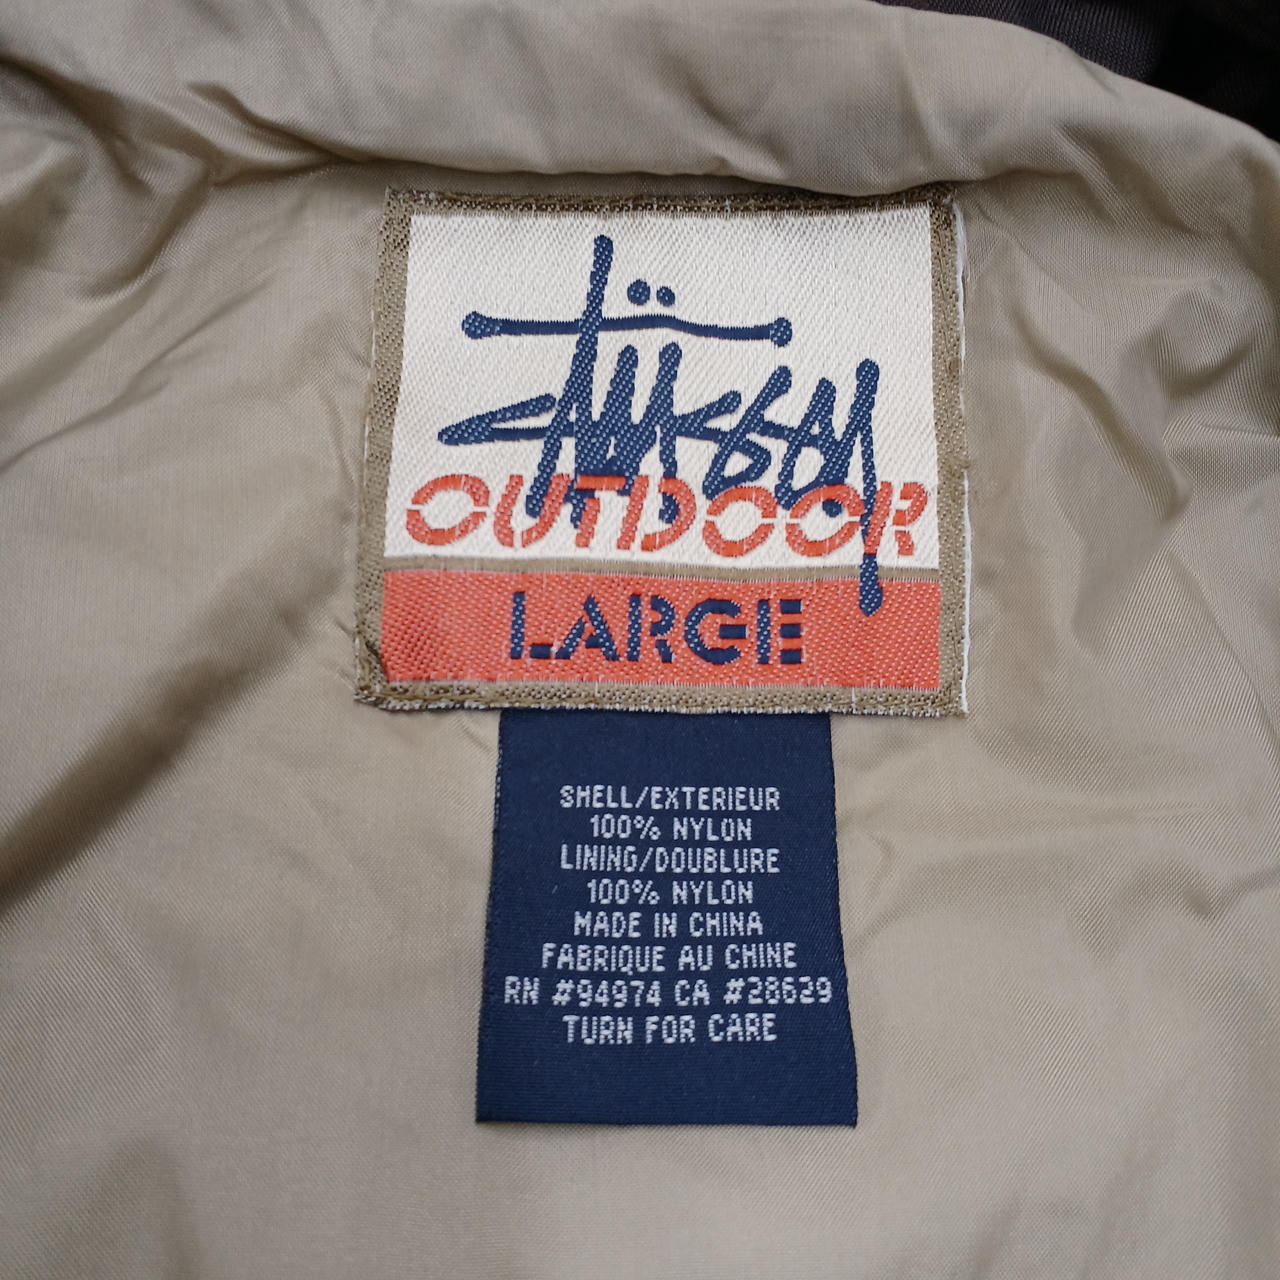 Stüssy
OUTDOOR
LARGE
SHELL/EXTERIEUR
100% NYLON
LINING/DOUBLURE
100% NYLON
MADE IN CHINA
FABRIQUE AU CHINE
RN #94974 CA #28629
TURN FOR CARE